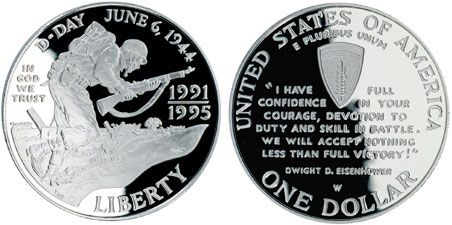 D-DAY JUNE 6, 1944
IN
GOD
WE
TRUST
1991
1995
LIBERTY
UNITED STATES OF AMERICA
E PLURIBUS UNUM
"I HAVE FULL
CONFIDENCE IN YOUR
COURAGE, DEVOTION TO
DUTY AND SKILL IN BATTLE.
WE WILL ACCEPT NOTHING
LESS THAN FULL VICTORY!"
DWIGHT D. EISENHOWER
W
ONE DOLLAR